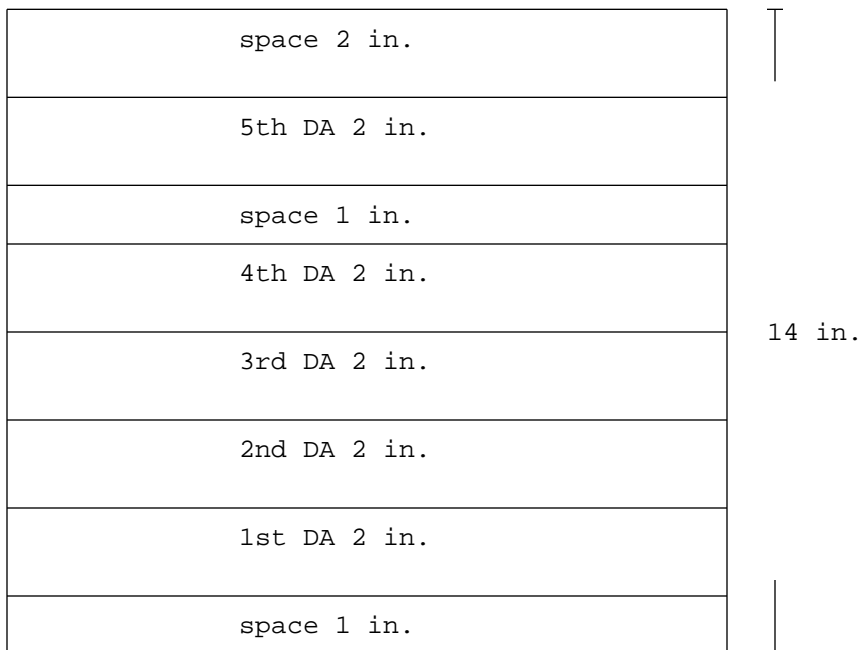 space 2 in.
5th DA 2 in.
space 1 in.
4th DA 2 in.
14 in.
3rd DA 2 in.
2nd DA 2 in.
1st DA 2 in.
space 1 in.